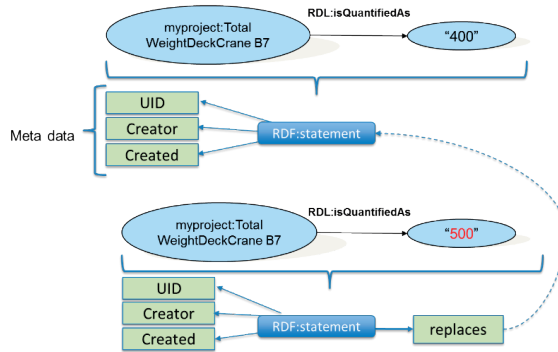 RDL:isQuantifiedAs
myproject:Total
WeightDeckCrane B7
“400”
UID
Meta data
Creator
RDF:statement
Created
RDL:isQuantifiedAs
myproject:Total
WeightDeckCrane B7
“500”
UID
Creator
RDF:statement
replaces
Created